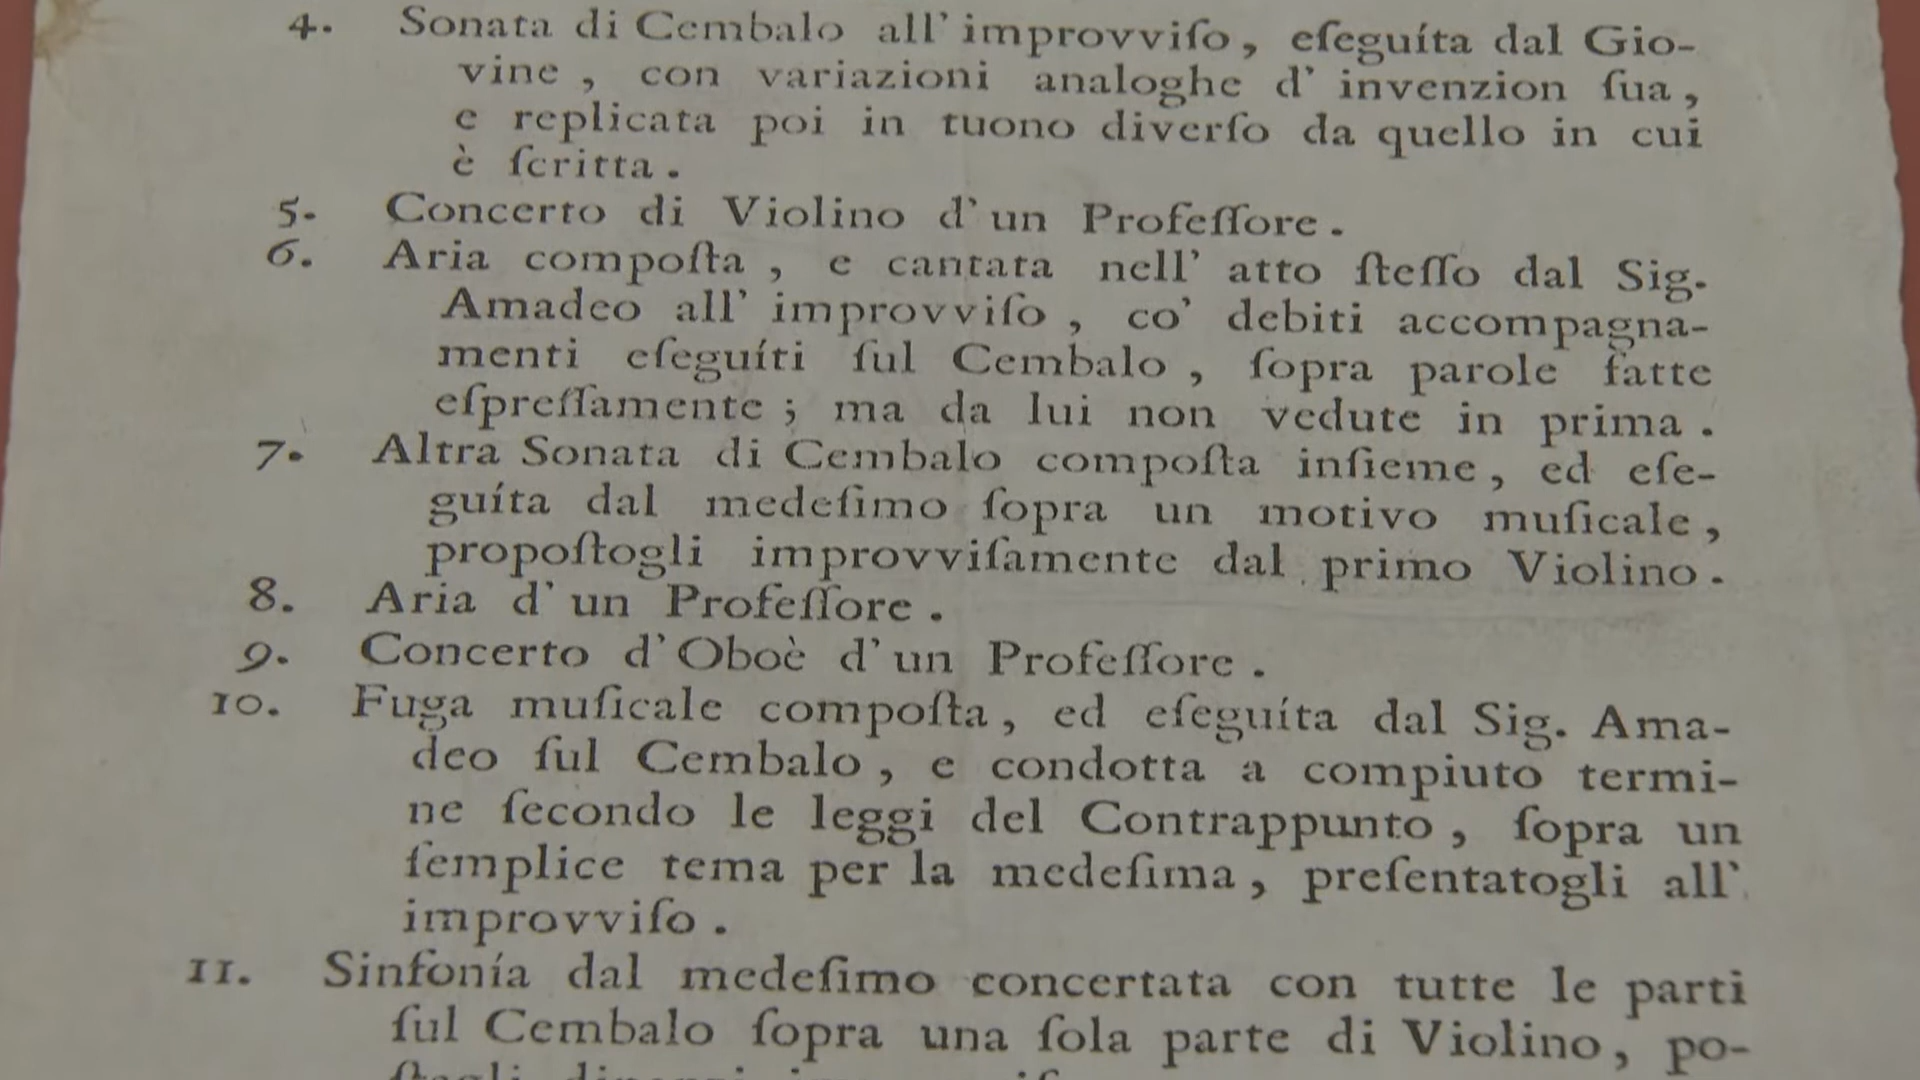 4. Sonata di Cembalo all' improvviſo, eſeguíta dal Gio-
vine, con variazioni analoghe d' invenzion ſua,
e replicata poi in tuono diverſo da quello in cui
è ſcritta.
5. Concerto di Violino d' un Profeſſore.
6. Aria compoſta, e cantata nell' atto ſteſſo dal Sig.
Amadeo all' improvviſo, co' debiti accompagna-
menti eſeguíti ſul Cembalo, ſopra parole fatte
eſpreſſamente; ma da lui non vedute in prima.
7. Altra Sonata di Cembalo compoſta inſieme, ed eſe-
guíta dal medeſimo ſopra un motivo muſicale,
propoſtogli improvviſamente dal primo Violino.
8. Aria d' un Profeſſore.
9. Concerto d' Oboè d' un Profeſſore.
10. Fuga muſicale compoſta, ed eſeguíta dal Sig. Ama-
deo ſul Cembalo, e condotta a compiuto termi-
ne ſecondo le leggi del Contrappunto, ſopra un
ſemplice tema per la medeſima, preſentatogli all'
improvviſo.
11. Sinfonía dal medeſimo concertata con tutte le parti
ſul Cembalo ſopra una ſola parte di Violino, po-